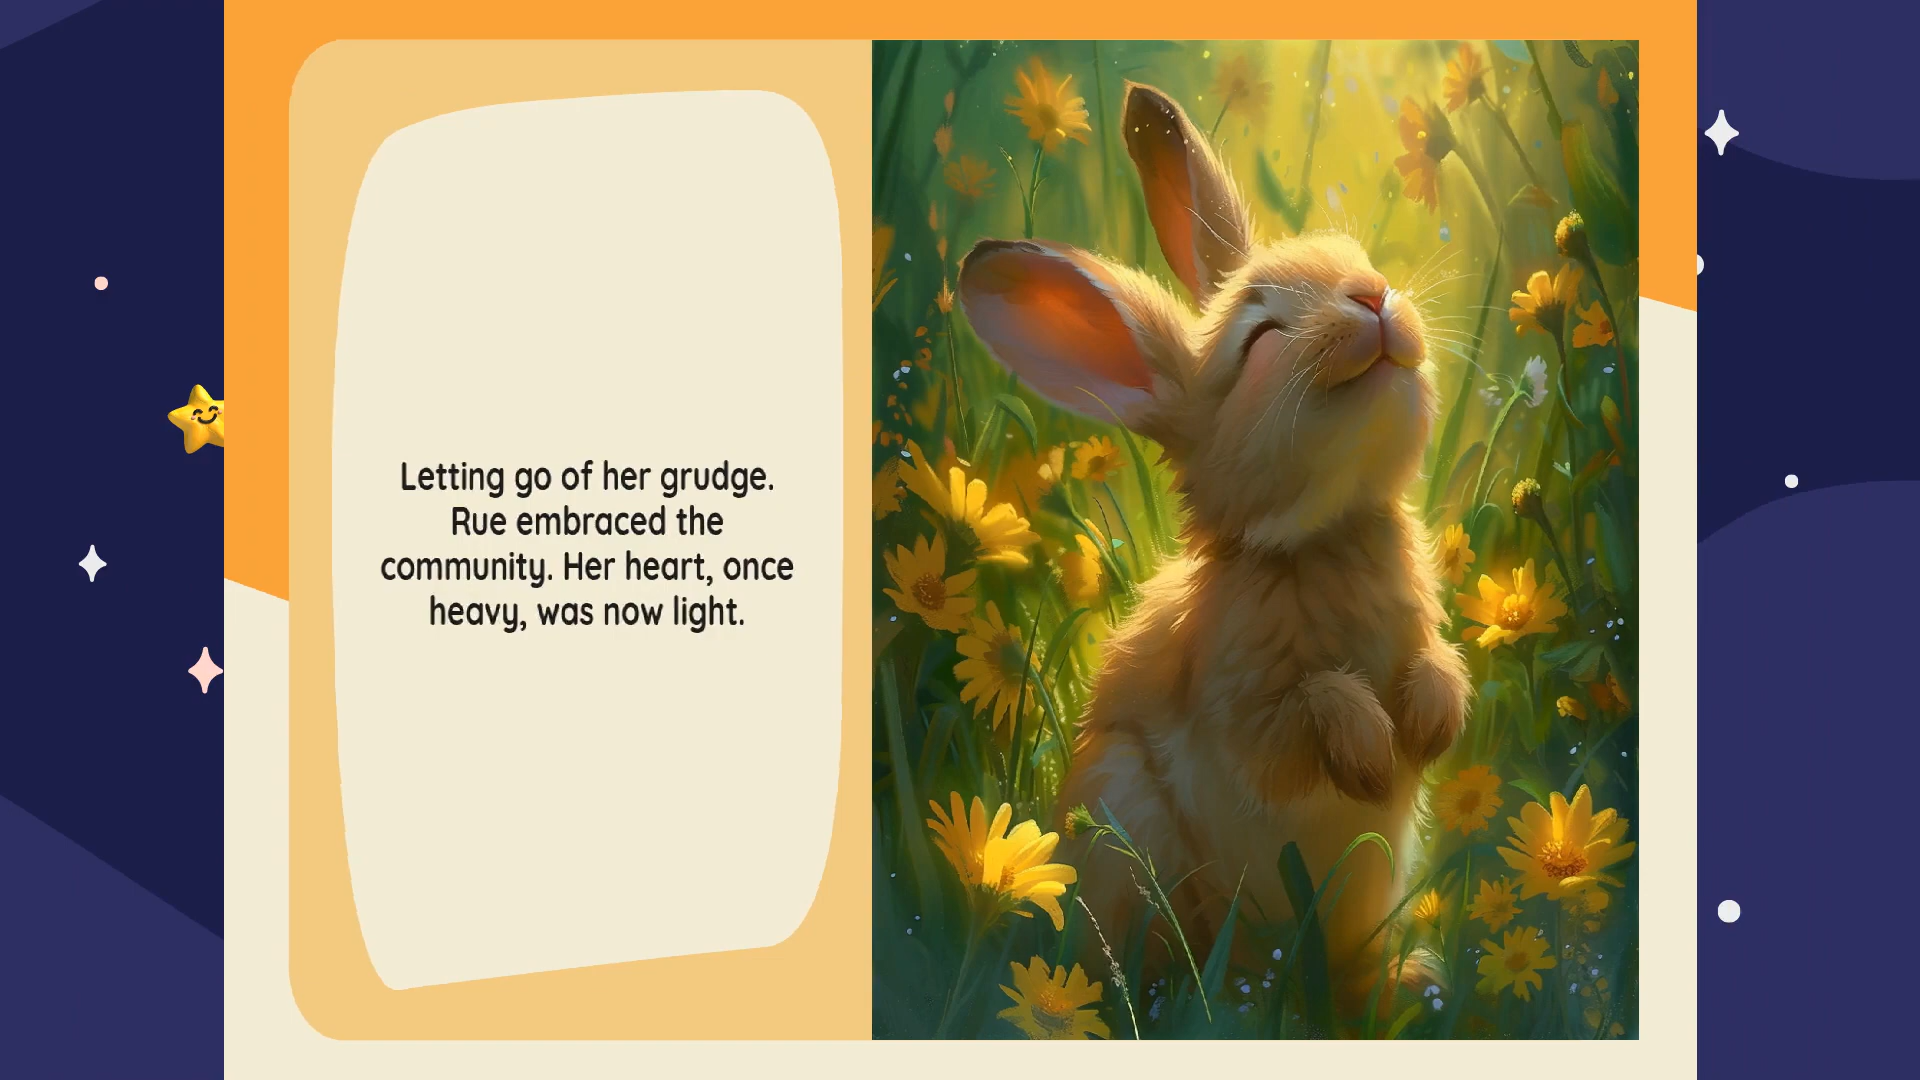 Letting go of her grudge.
Rue embraced the
community. Her heart, once
heavy, was now light.